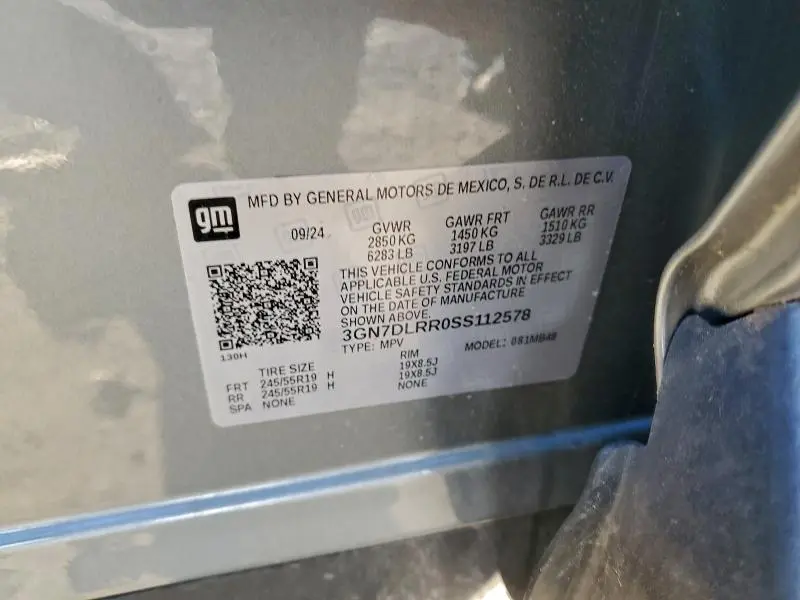 gm
MFD BY GENERAL MOTORS DE MEXICO, S. DE R.L. DE C.V.
09/24
GVWR GAWR FRT GAWR RR
2850 KG 1450 KG 1510 KG
6283 LB 3197 LB 3329 LB
THIS VEHICLE CONFORMS TO ALL
APPLICABLE U.S. FEDERAL MOTOR
VEHICLE SAFETY STANDARDS IN EFFECT
ON THE DATE OF MANUFACTURE
SHOWN ABOVE.
3GN7DLRR0SS112578
TYPE: MPV MODEL: 081MB48
130H
TIRE SIZE RIM
FRT 245/55R19 H 19X8.5J
RR 245/55R19 H 19X8.5J
SPA NONE NONE